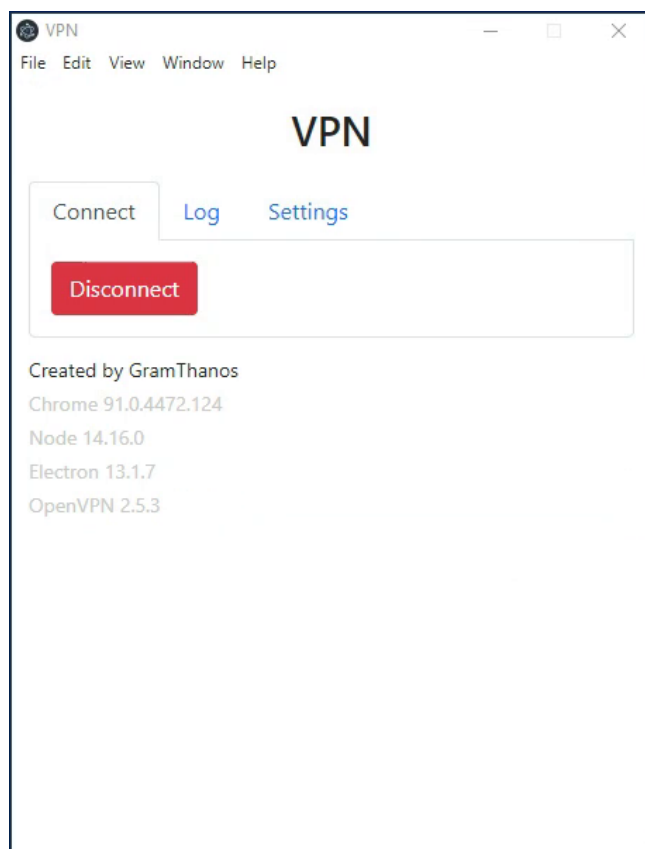 VPN
File Edit View Window Help
VPN
Connect Log Settings
Disconnect
Created by GramThanos
Chrome 91.0.4472.124
Node 14.16.0
Electron 13.1.7
OpenVPN 2.5.3